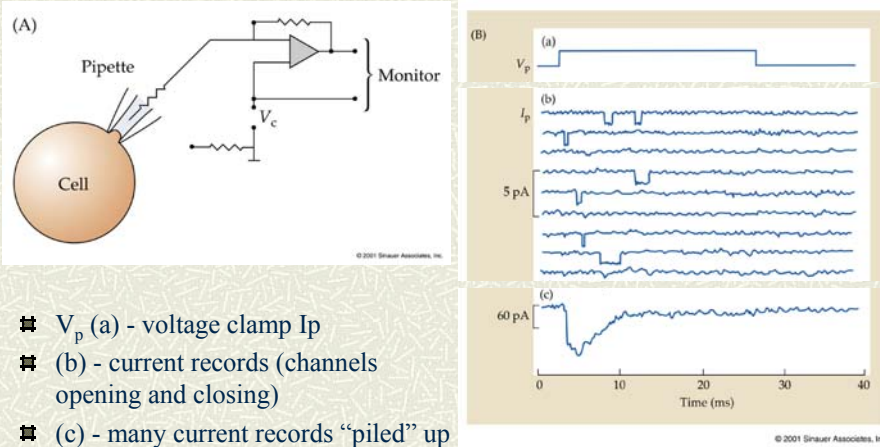 (A)
Pipette
Cell
Vc
Monitor
© 2001 Sinauer Associates, Inc.
Vp (a) - voltage clamp Ip
(b) - current records (channels
opening and closing)
(c) - many current records “piled” up
(B)
(a)
Vp
(b)
Ip
5 pA
(c)
60 pA
0 10 20 30 40
Time (ms)
© 2001 Sinauer Associates, I